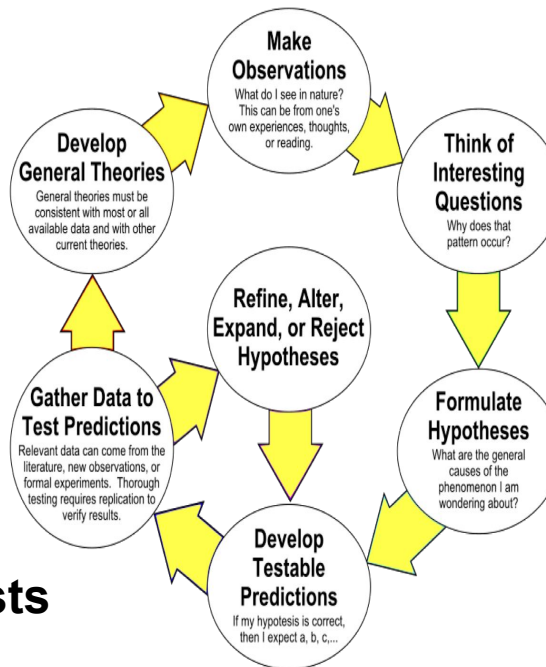 Make
Observations
What do I see in nature?
This can be from one's
own experiences, thoughts,
or reading.
Think of
Interesting
Questions
Why does that
pattern occur?
Formulate
Hypotheses
What are the general
causes of the
phenomenon I am
wondering about?
Develop
Testable
Predictions
If my hypotesis is correct,
then I expect a, b, c,...
Gather Data to
Test Predictions
Relevant data can come from the
literature, new observations, or
formal experiments. Thorough
testing requires replication to
verify results.
Refine, Alter,
Expand, or Reject
Hypotheses
Develop
General Theories
General theories must be
consistent with most or all
available data and with other
current theories.
sts